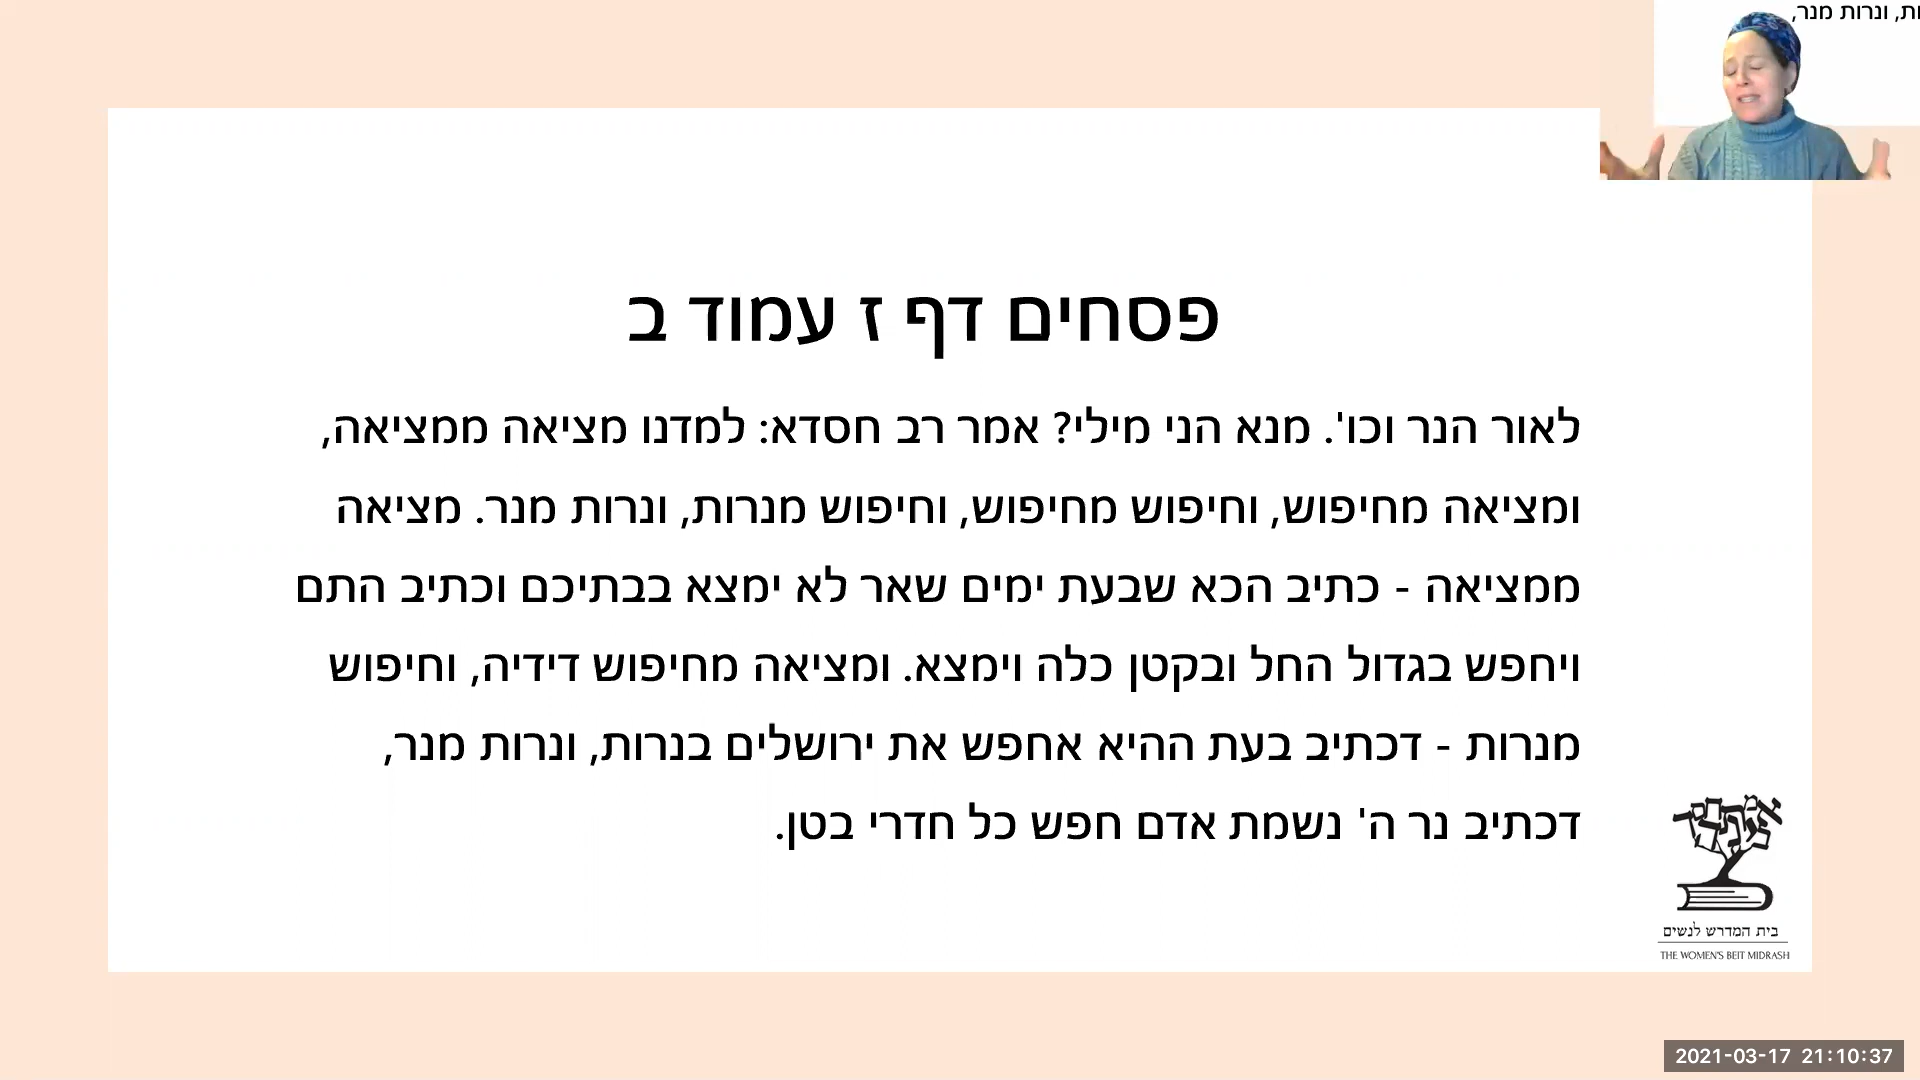 ות, ונרות מנר,
פסחים דף ז עמוד ב
לאור הנר וכו'. מנא הני מילי? אמר רב חסדא: למדנו מציאה ממציאה,
ומציאה מחיפוש, וחיפוש מחיפוש, וחיפוש מנרות, ונרות מנר. מציאה
ממציאה - כתיב הכא שבעת ימים שאר לא ימצא בבתיכם וכתיב התם
ויחפש בגדול החל ובקטן כלה וימצא. ומציאה מחיפוש דידיה, וחיפוש
מנרות - דכתיב בעת ההיא אחפש את ירושלים בנרות, ונרות מנר,
דכתיב נר ה' נשמת אדם חפש כל חדרי בטן.
בית המדרש לנשים
THE WOMEN'S BEIT MIDRASH
2021-03-17 21:10:37